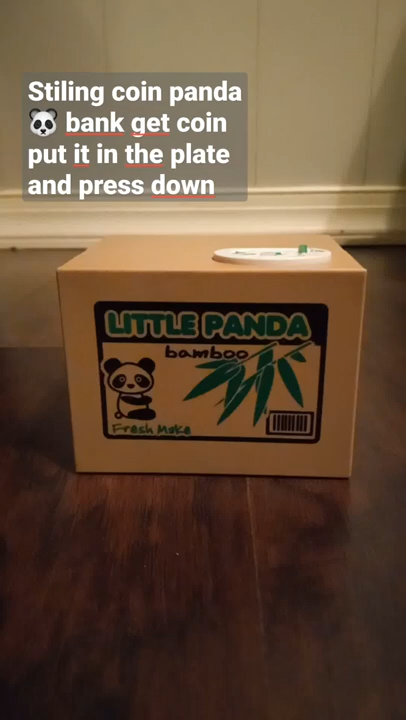 Stiling coin panda
🐼 bank get coin
put it in the plate
and press down
LITTLE PANDA
bamboo
Fresh Make